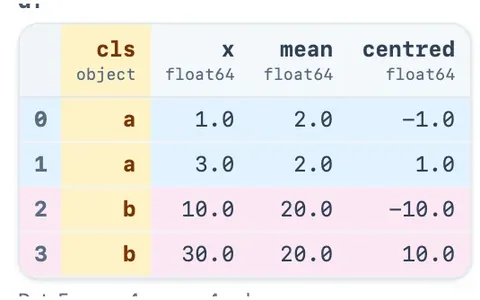 cls x mean centred
object float64 float64 float64
0 a 1.0 2.0 −1.0
1 a 3.0 2.0 1.0
2 b 10.0 20.0 −10.0
3 b 30.0 20.0 10.0